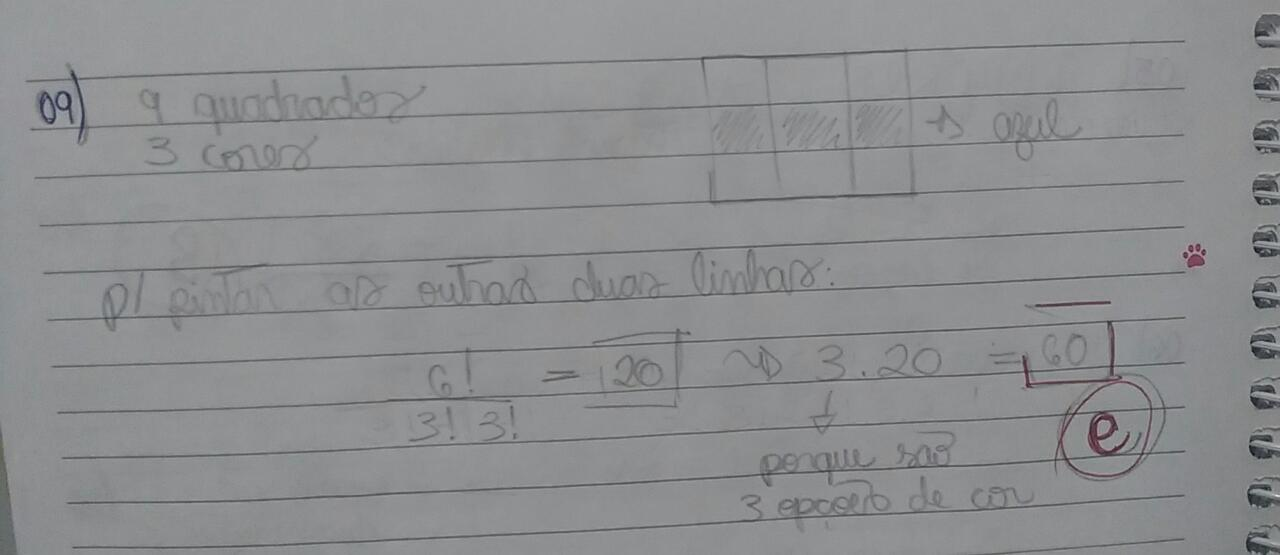 09) 9 quadrados
3 cores
→ azul
p/ pintar as outras duas linhas:
6! / 3! 3! = 20 → 3.20 = 60
e
porque são
3 opções de cor